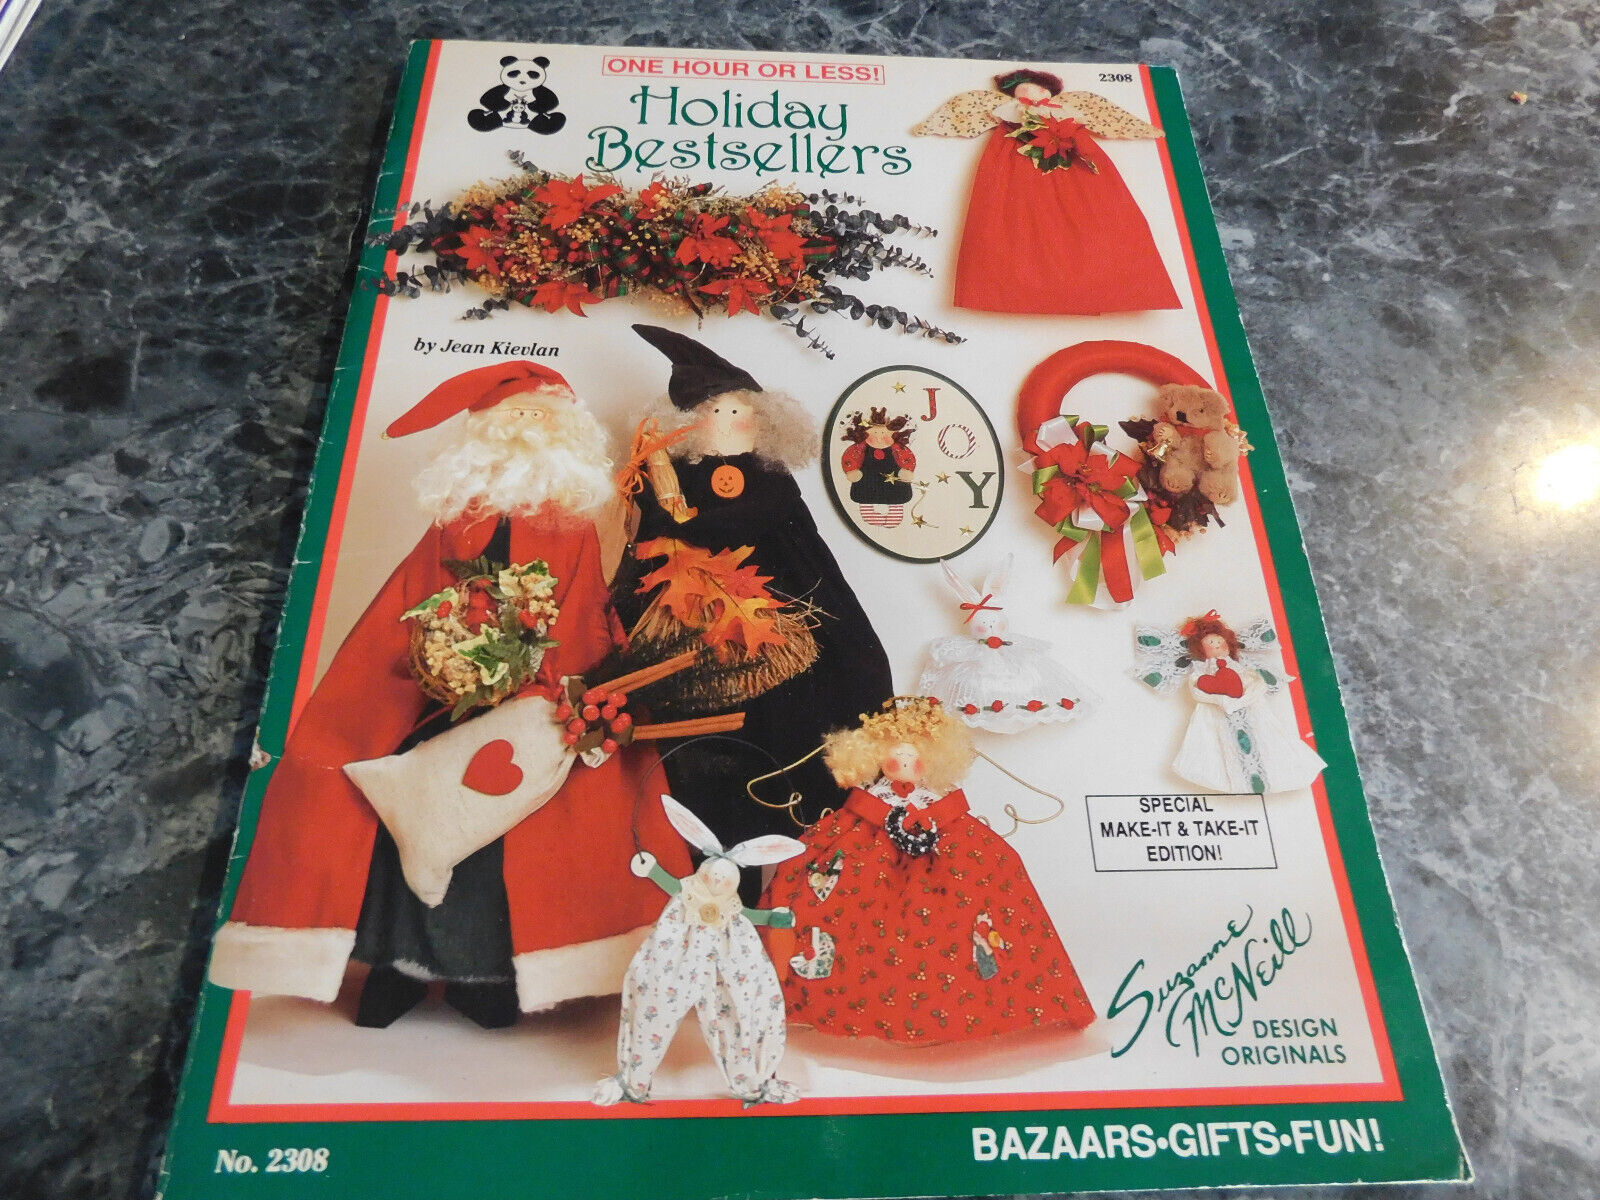 ONE HOUR OR LESS!
2308
Holiday
Bestsellers
by Jean Kievlan
J
O
Y
SPECIAL
MAKE-IT & TAKE-IT
EDITION!
Suzanne
McNeill
DESIGN
ORIGINALS
BAZAARS•GIFTS•FUN!
No. 2308